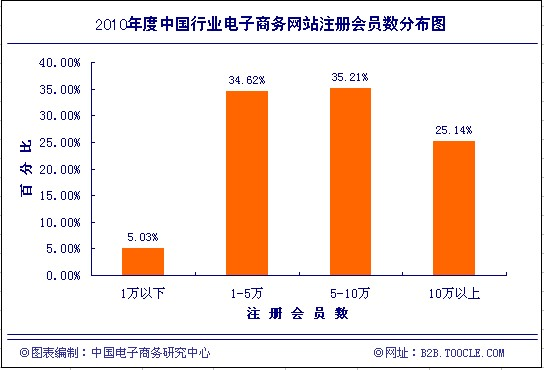 2010年度中国行业电子商务网站注册会员数分布图
百分比
40.00%
35.00%
30.00%
25.00%
20.00%
15.00%
10.00%
5.00%
0.00%
5.03%
34.62%
35.21%
25.14%
1万以下
1-5万
5-10万
10万以上
注册会员数
©图表编制：中国电子商务研究中心
©网址：B2B.TOOCLE.COM